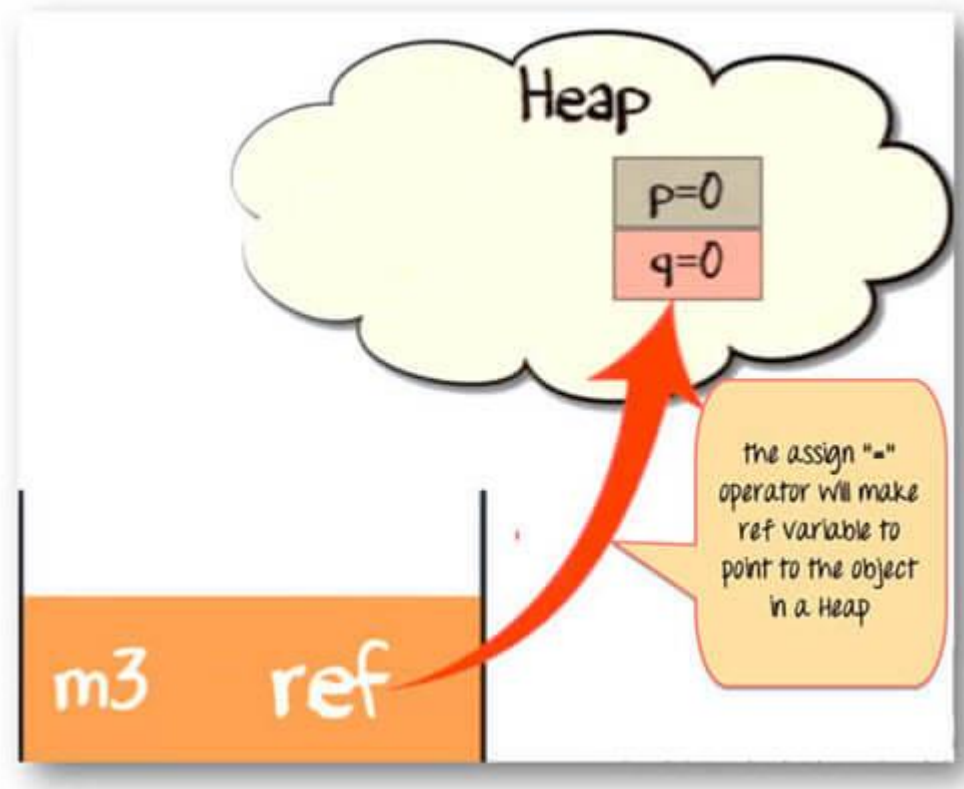 Heap
p=0
q=0
the assign "="
operator will make
ref variable to
point to the object
in a Heap
m3 ref